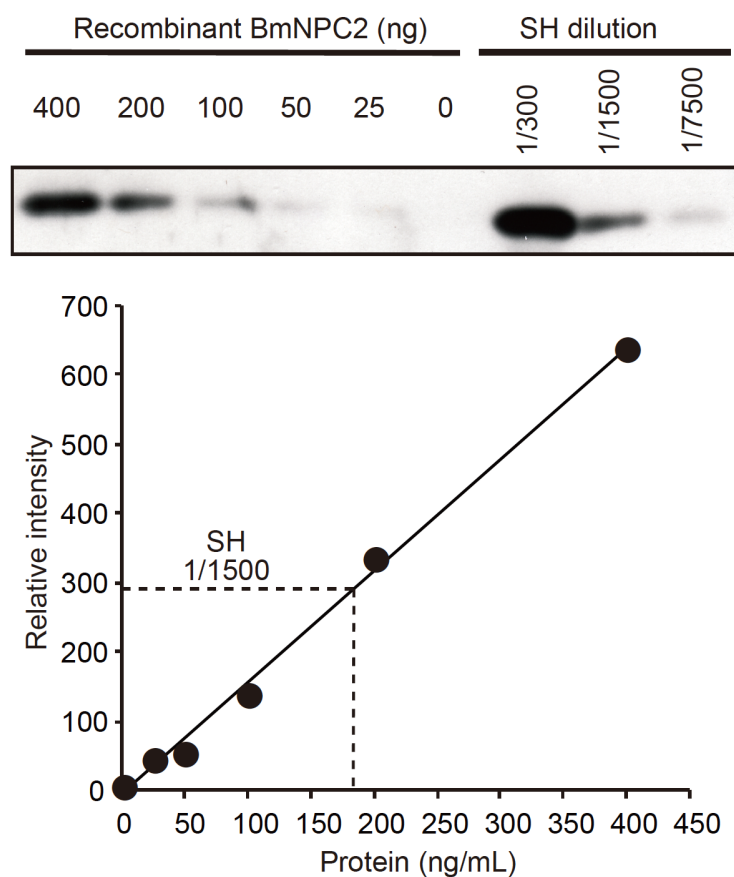 Recombinant BmNPC2 (ng) SH dilution
400 200 100 50 25 0 1/300 1/1500 1/7500
700
600
500
400
300
200
100
0
Relative intensity
SH
1/1500
0 50 100 150 200 250 300 350 400 450
Protein (ng/mL)